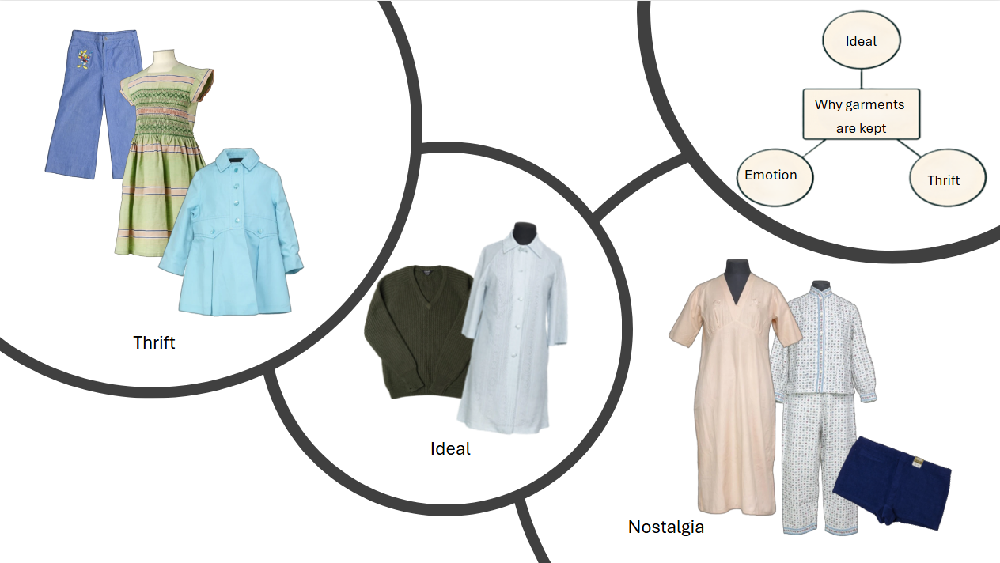 Ideal
Why garments
are kept
Emotion
Thrift
Thrift
Ideal
Nostalgia